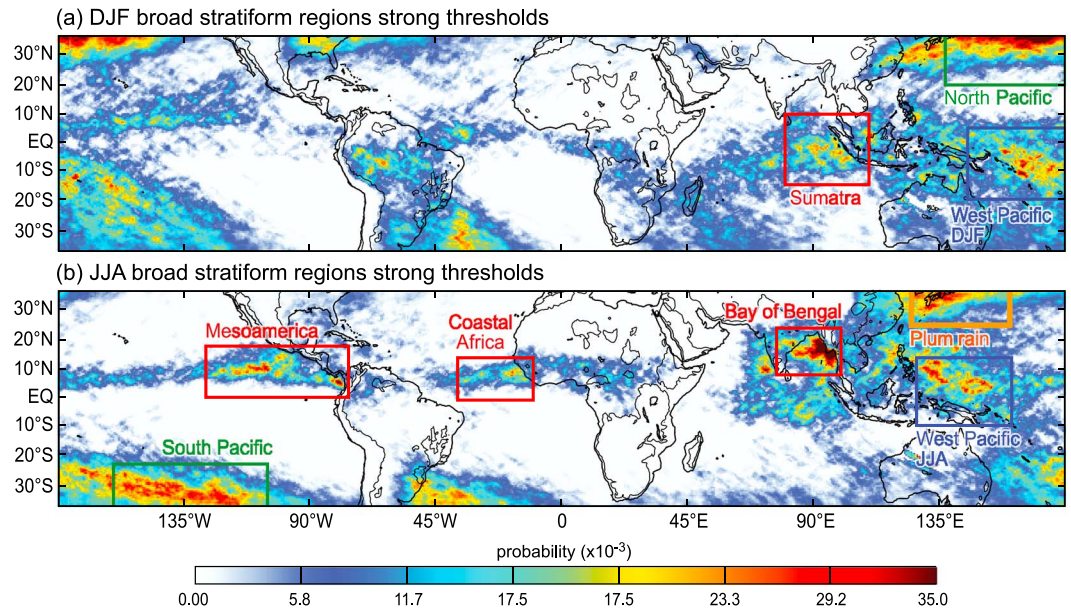 (a) DJF broad stratiform regions strong thresholds
30°N
20°N
10°N
EQ
10°S
20°S
30°S
North Pacific
Sumatra
West Pacific
DJF
(b) JJA broad stratiform regions strong thresholds
30°N
20°N
10°N
EQ
10°S
20°S
30°S
Mesoamerica
Coastal
Africa
Bay of Bengal
Plum rain
South Pacific
West Pacific
JJA
135°W 90°W 45°W 0 45°E 90°E 135°E
probability (x10⁻³)
0.00 5.8 11.7 17.5 23.3 29.2 35.0